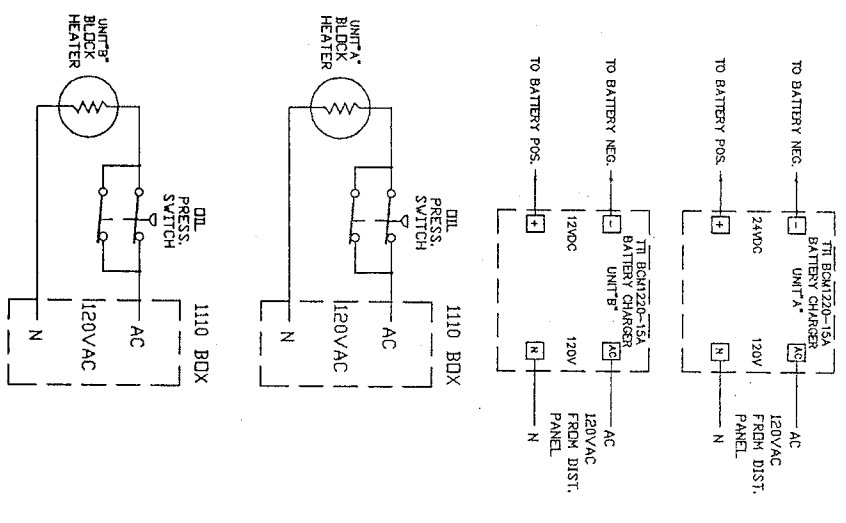 TTI BCM1220-15A
BATTERY CHARGER
UNIT"A"
TO BATTERY NEG.
-
AC
AC
24VDC
120V
120VAC
FROM DIST.
PANEL
TO BATTERY POS.
+
N
N
TTI BCM1220-15A
BATTERY CHARGER
UNIT"B"
TO BATTERY NEG.
-
AC
AC
12VDC
120V
120VAC
FROM DIST.
PANEL
TO BATTERY POS.
+
N
N
UNIT"A"
BLOCK
HEATER
OIL
PRESS.
SWITCH
1110 BOX
AC
120VAC
N
UNIT"B"
BLOCK
HEATER
OIL
PRESS.
SWITCH
1110 BOX
AC
120VAC
N